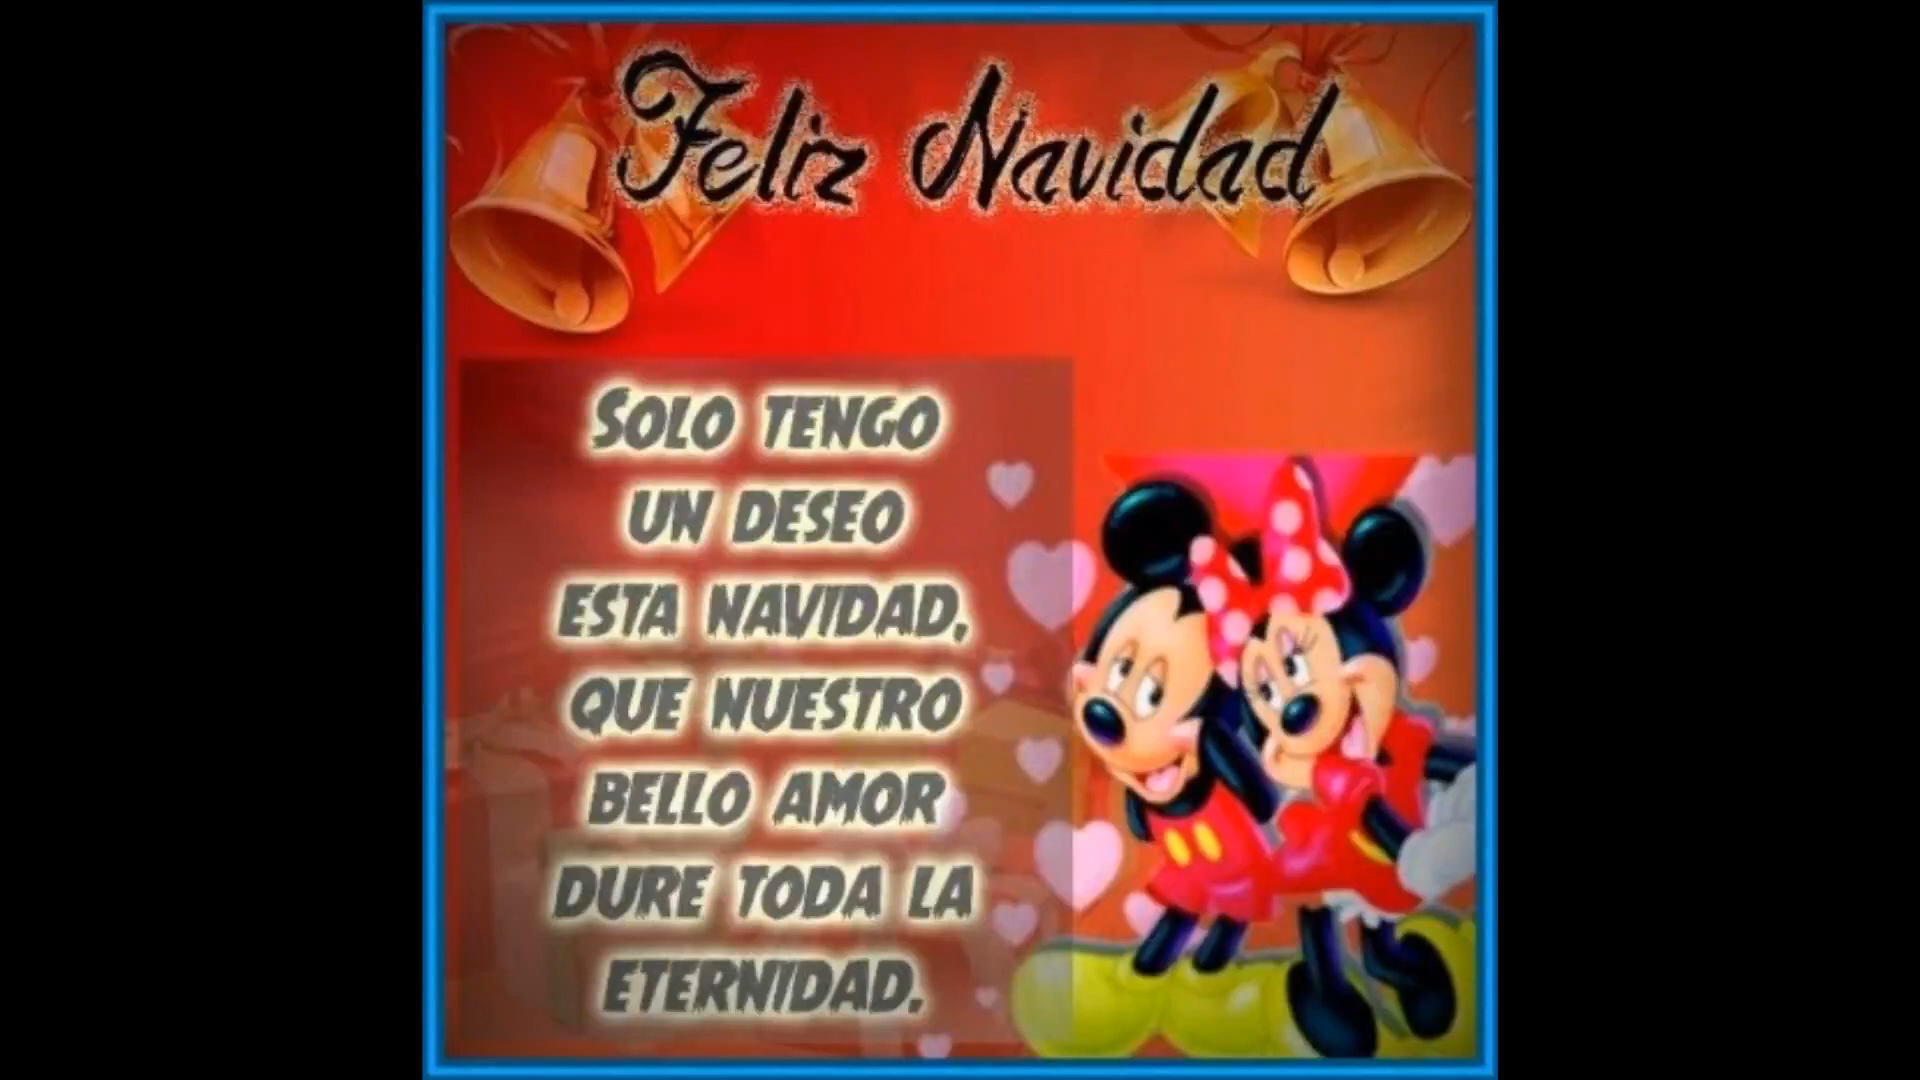 Feliz Navidad
SOLO TENGO
UN DESEO
ESTA NAVIDAD,
QUE NUESTRO
BELLO AMOR
DURE TODA LA
ETERNIDAD.